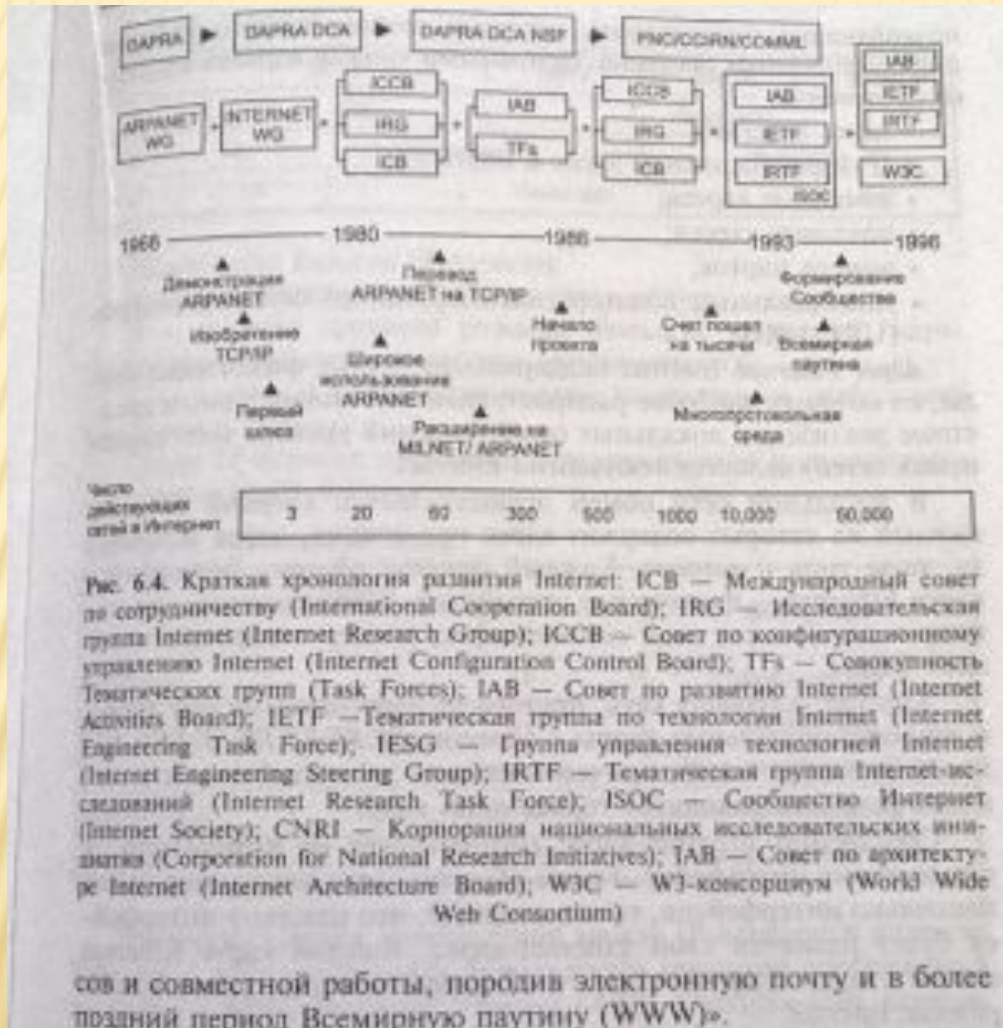 DAPRA DAPRA DCA DAPRA DCA NSF FNC/CCIRN/COMML
IAB
IETF
IRTF
W3C
ARPANET WG
INTERNET WG
ICCB
IRG
ICB
IAB
TFs
ICCB
IRG
ICB
IAB
IETF
IRTF
ISOC
1968 1980 1986 1993 1996
Демонстрация
ARPANET
Перевод
ARPANET на TCP/IP
Формирование
Сообщества
Изобретение
TCP/IP
Начало
проекта
Счет пошел
на тысячи
Всемирная
паутина
Широкое
использование
ARPANET
Первый
шлюз
Расширение на
MILNET/ ARPANET
Многопротокольная
среда
Число
действующих
сетей в Интернет
3 20 60 300 500 1000 10,000 60,000
Рис. 6.4. Краткая хронология развития Internet: ICB — Международный совет
по сотрудничеству (International Cooperation Board); IRG — Исследовательская
группа Internet (Internet Research Group); ICCB — Совет по конфигурационному
управлению Internet (Internet Configuration Control Board); TFs — Совокупность
Тематических групп (Task Forces); IAB — Совет по развитию Internet (Internet
Activities Board); IETF —Тематическая группа по технологии Internet (Internet
Engineering Task Force); IESG — Группа управления технологией Internet
(Internet Engineering Steering Group); IRTF — Тематическая группа Internet-ис-
следований (Internet Research Task Force); ISOC — Сообщество Интернет
(Internet Society); CNRI — Корпорация национальных исследовательских ини-
циатив (Corporation for National Research Initiatives); IAB — Совет по архитекту-
ре Internet (Internet Architecture Board); W3C — W3-консорциум (World Wide
Web Consortium)
сов и совместной работы, породив электронную почту и в более
поздний период Всемирную паутину (WWW)».